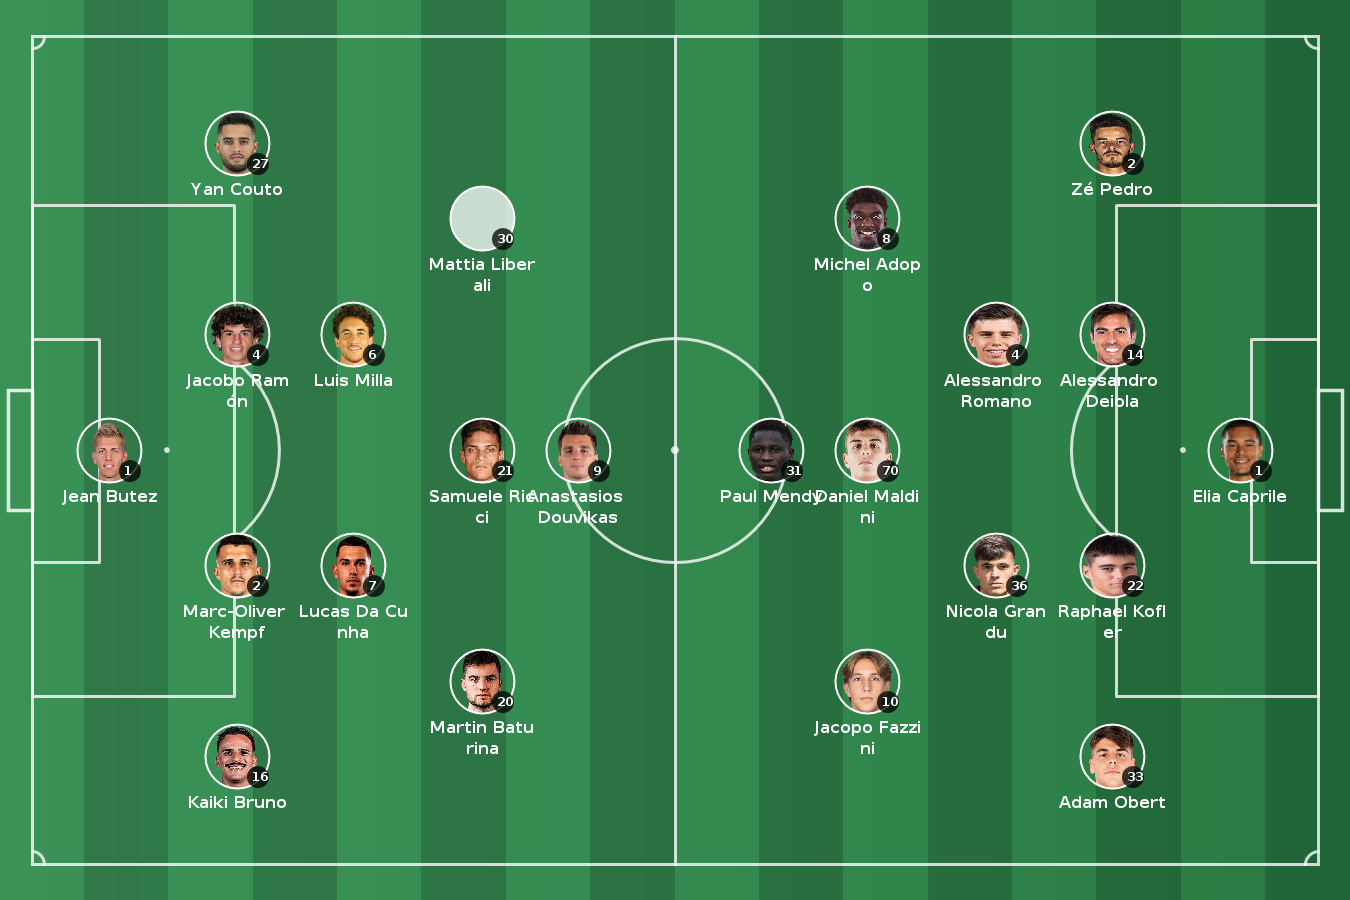 27
Yan Couto
2
Zé Pedro
30
Mattia Liber
ali
8
Michel Adop
o
4
Jacobo Ram
ón
6
Luis Milla
4
Alessandro
Romano
14
Alessandro
Deiola
1
Jean Butez
21
Samuele Ric
ci
9
Anastasios
Douvikas
31
Paul Mendy
70
Daniel Maldi
ni
1
Elia Caprile
2
Marc-Oliver
Kempf
7
Lucas Da Cu
nha
36
Nicola Gran
du
22
Raphael Kofl
er
20
Martin Batu
rina
10
Jacopo Fazzi
ni
16
Kaiki Bruno
33
Adam Obert